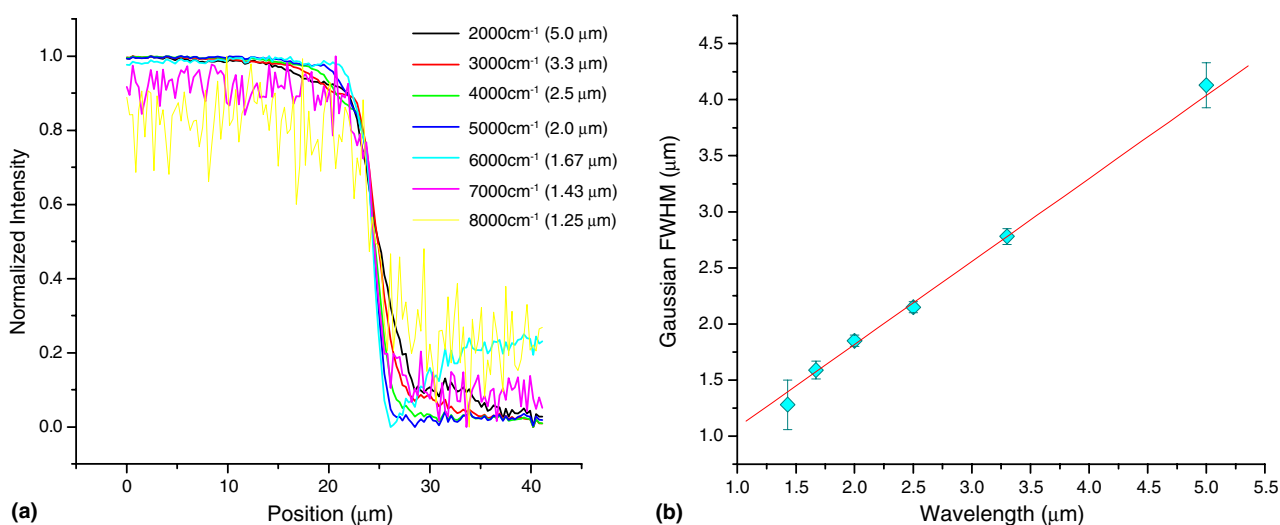 2000cm⁻¹ (5.0 μm)
3000cm⁻¹ (3.3 μm)
4000cm⁻¹ (2.5 μm)
5000cm⁻¹ (2.0 μm)
6000cm⁻¹ (1.67 μm)
7000cm⁻¹ (1.43 μm)
8000cm⁻¹ (1.25 μm)
Normalized Intensity
1.0
0.8
0.6
0.4
0.2
0.0
0 10 20 30 40
(a) Position (μm)
Gaussian FWHM (μm)
4.5
4.0
3.5
3.0
2.5
2.0
1.5
1.0
1.0 1.5 2.0 2.5 3.0 3.5 4.0 4.5 5.0 5.5
(b) Wavelength (μm)